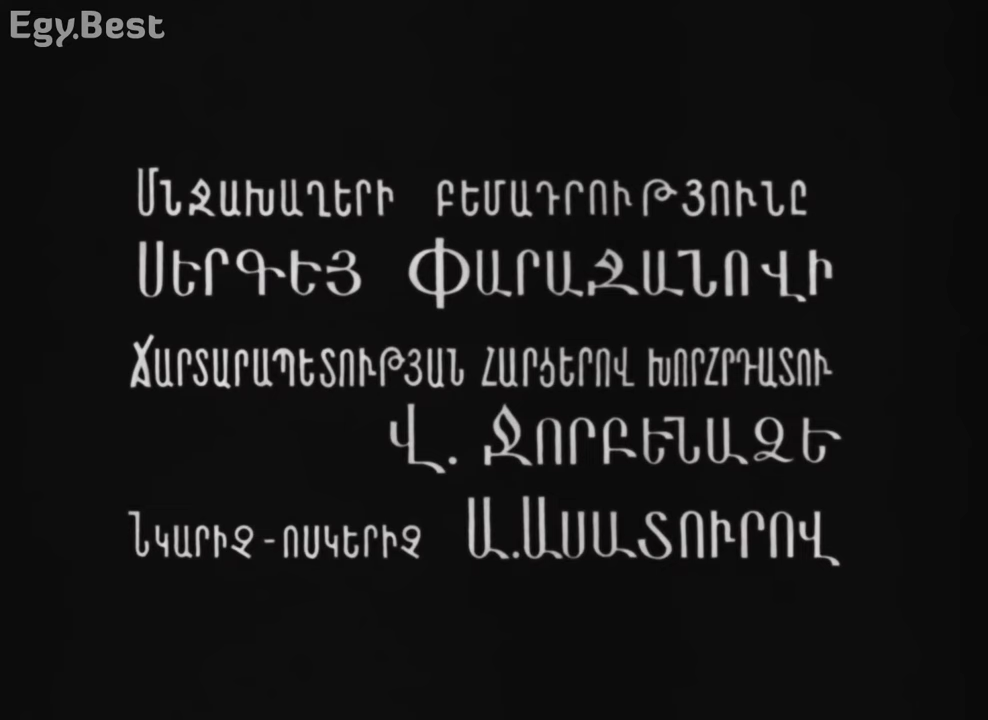 Egy.Best
ՄՆՋԱԽԱՂԵՐԻ ԲԵՄԱԴՐՈՒԹՅՈՒՆԸ
ՍԵՐԳԵՅ ՓԱՐԱՋԱՆՈՎԻ
ՃԱՐՏԱՐԱՊԵՏՈՒԹՅԱՆ ՀԱՐՑԵՐՈՎ ԽՈՐՀՐԴԱՏՈՒ
Վ. ՋՈՐԲԵՆԱՁԵ
ՆԿԱՐԻՉ-ՈՍԿԵՐԻՉ Ա.ԱՍԱՏՈՒՐՈՎ